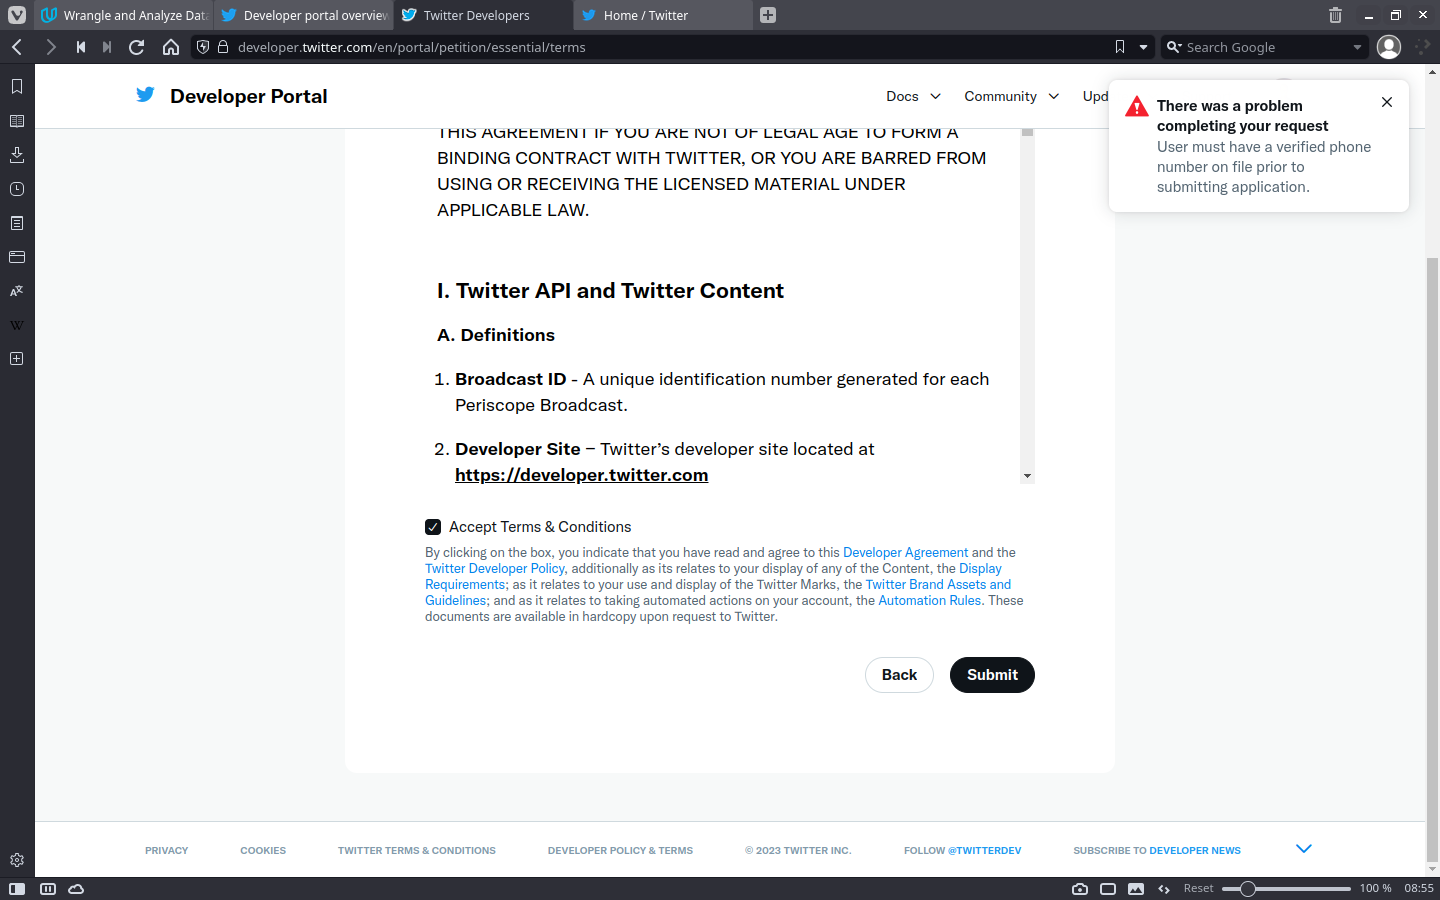 Wrangle and Analyze Data
Developer portal overview
Twitter Developers
Home / Twitter
developer.twitter.com/en/portal/petition/essential/terms
Search Google
Developer Portal
Docs
Community
Upd
There was a problem
completing your request
User must have a verified phone
number on file prior to
submitting application.
THIS AGREEMENT IF YOU ARE NOT OF LEGAL AGE TO FORM A
BINDING CONTRACT WITH TWITTER, OR YOU ARE BARRED FROM
USING OR RECEIVING THE LICENSED MATERIAL UNDER
APPLICABLE LAW.
I. Twitter API and Twitter Content
A. Definitions
1. Broadcast ID - A unique identification number generated for each
Periscope Broadcast.
2. Developer Site – Twitter’s developer site located at
https://developer.twitter.com
Accept Terms & Conditions
By clicking on the box, you indicate that you have read and agree to this Developer Agreement and the
Twitter Developer Policy, additionally as its relates to your display of any of the Content, the Display
Requirements; as it relates to your use and display of the Twitter Marks, the Twitter Brand Assets and
Guidelines; and as it relates to taking automated actions on your account, the Automation Rules. These
documents are available in hardcopy upon request to Twitter.
Back
Submit
PRIVACY
COOKIES
TWITTER TERMS & CONDITIONS
DEVELOPER POLICY & TERMS
© 2023 TWITTER INC.
FOLLOW @TWITTERDEV
SUBSCRIBE TO DEVELOPER NEWS
Reset
100 %
08:55